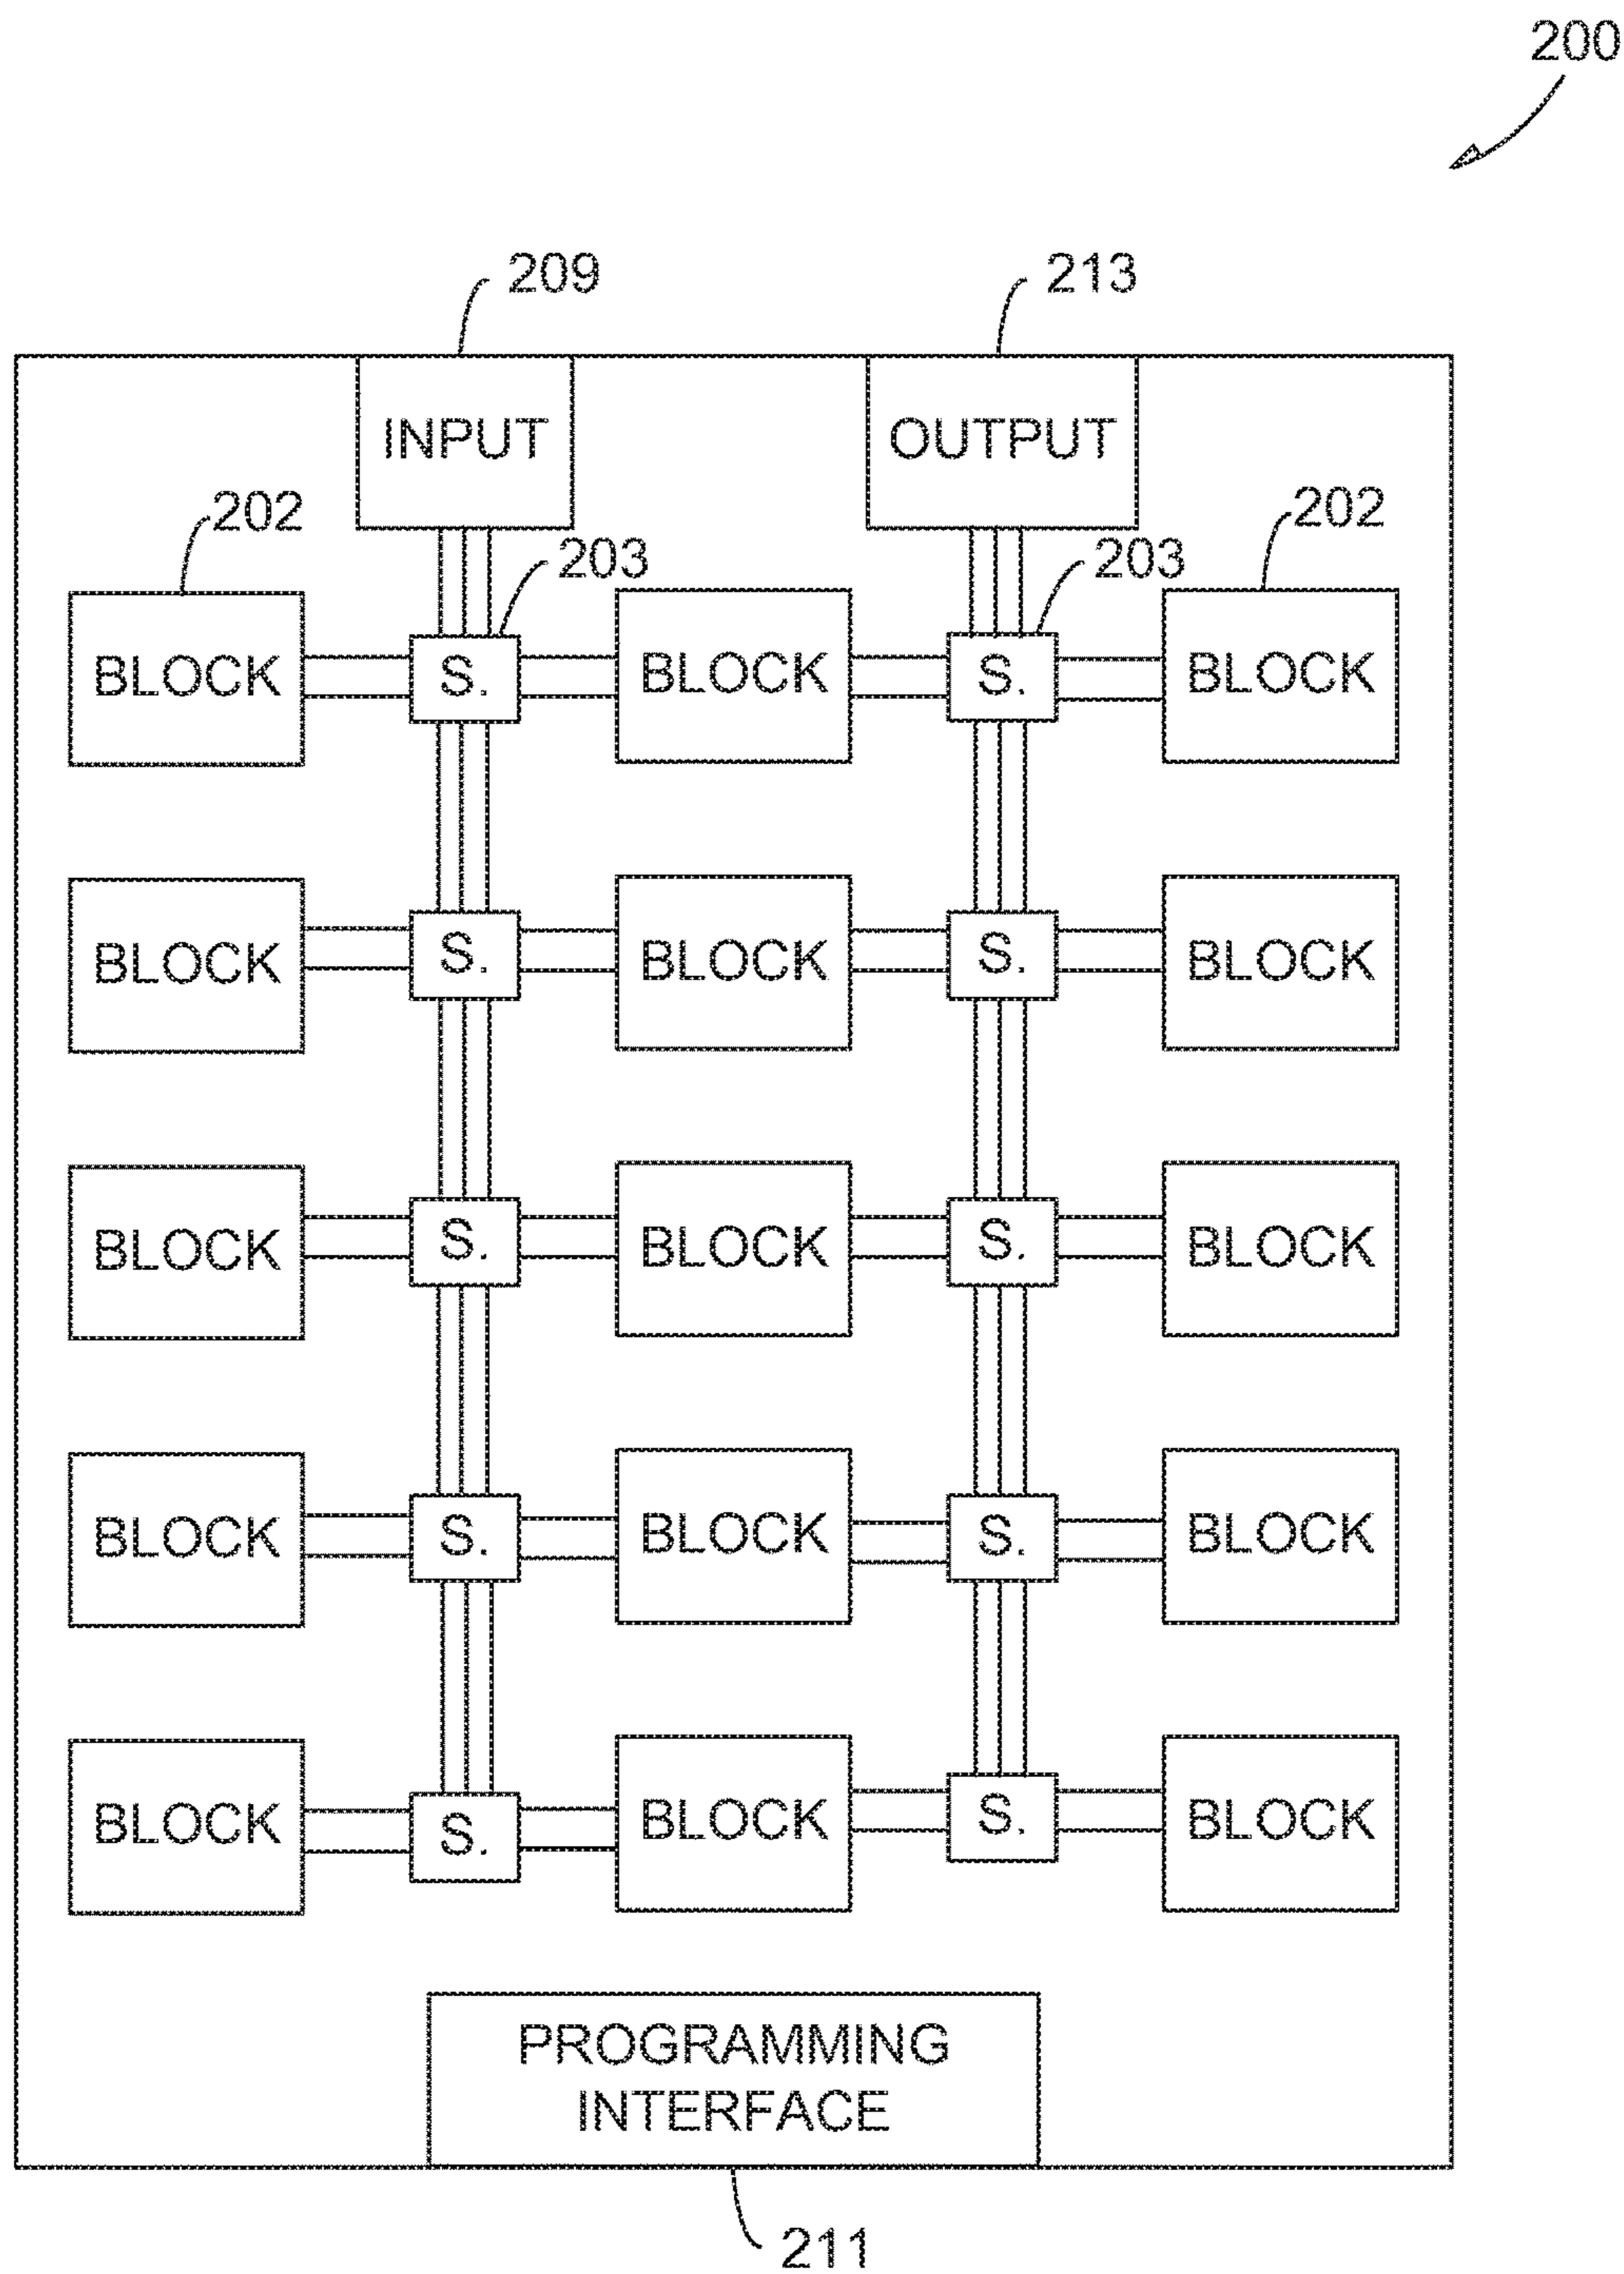 200
209
213
INPUT
OUTPUT
202
203
203
202
BLOCK
S.
BLOCK
S.
BLOCK
BLOCK
S.
BLOCK
S.
BLOCK
BLOCK
S.
BLOCK
S.
BLOCK
BLOCK
S.
BLOCK
S.
BLOCK
BLOCK
S.
BLOCK
S.
BLOCK
PROGRAMMING
INTERFACE
211